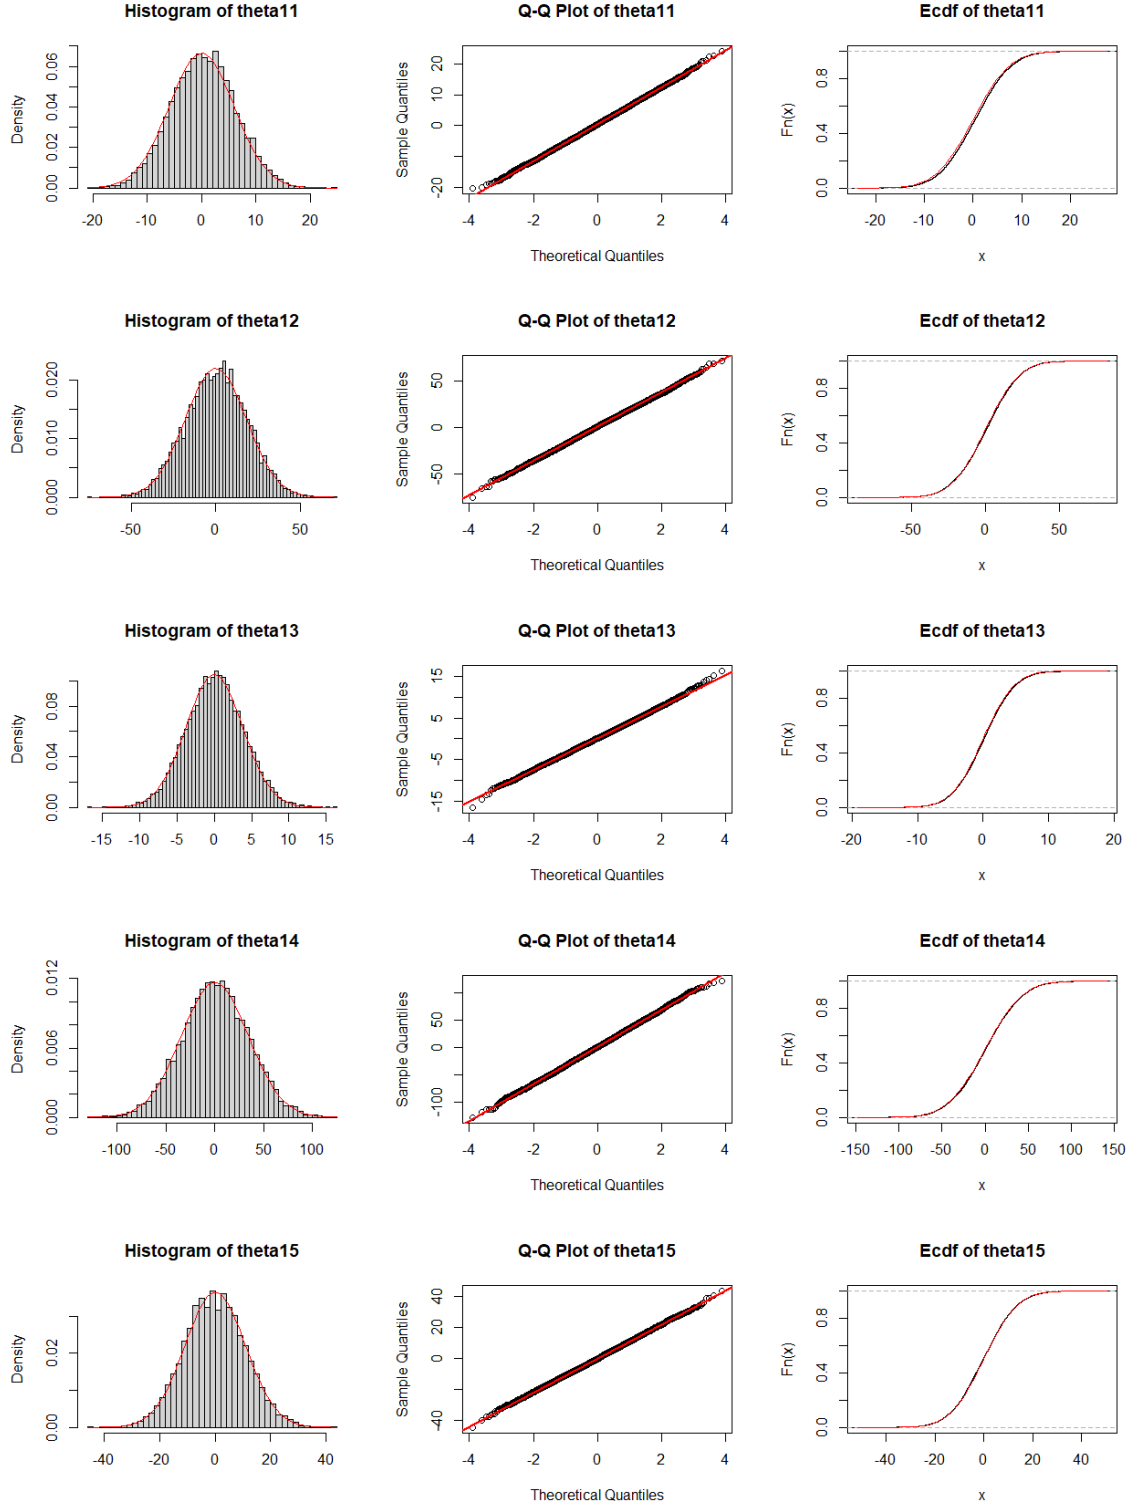 Histogram of theta11
Q-Q Plot of theta11
Ecdf of theta11
Density
0.00 0.02 0.04 0.06
-20 -10 0 10 20
Sample Quantiles
-20 0 10 20
-4 -2 0 2 4
Theoretical Quantiles
Fn(x)
0.0 0.4 0.8
-20 -10 0 10 20
x
Histogram of theta12
Q-Q Plot of theta12
Ecdf of theta12
Density
0.000 0.010 0.020
-50 0 50
Sample Quantiles
-50 0 50
-4 -2 0 2 4
Theoretical Quantiles
Fn(x)
0.0 0.4 0.8
-50 0 50
x
Histogram of theta13
Q-Q Plot of theta13
Ecdf of theta13
Density
0.00 0.04 0.08
-15 -10 -5 0 5 10 15
Sample Quantiles
-15 -5 5 15
-4 -2 0 2 4
Theoretical Quantiles
Fn(x)
0.0 0.4 0.8
-20 -10 0 10 20
x
Histogram of theta14
Q-Q Plot of theta14
Ecdf of theta14
Density
0.000 0.006 0.012
-100 -50 0 50 100
Sample Quantiles
-100 0 50
-4 -2 0 2 4
Theoretical Quantiles
Fn(x)
0.0 0.4 0.8
-150 -100 -50 0 50 100 150
x
Histogram of theta15
Q-Q Plot of theta15
Ecdf of theta15
Density
0.00 0.02
-40 -20 0 20 40
Sample Quantiles
-40 0 20 40
-4 -2 0 2 4
Theoretical Quantiles
Fn(x)
0.0 0.4 0.8
-40 -20 0 20 40
x